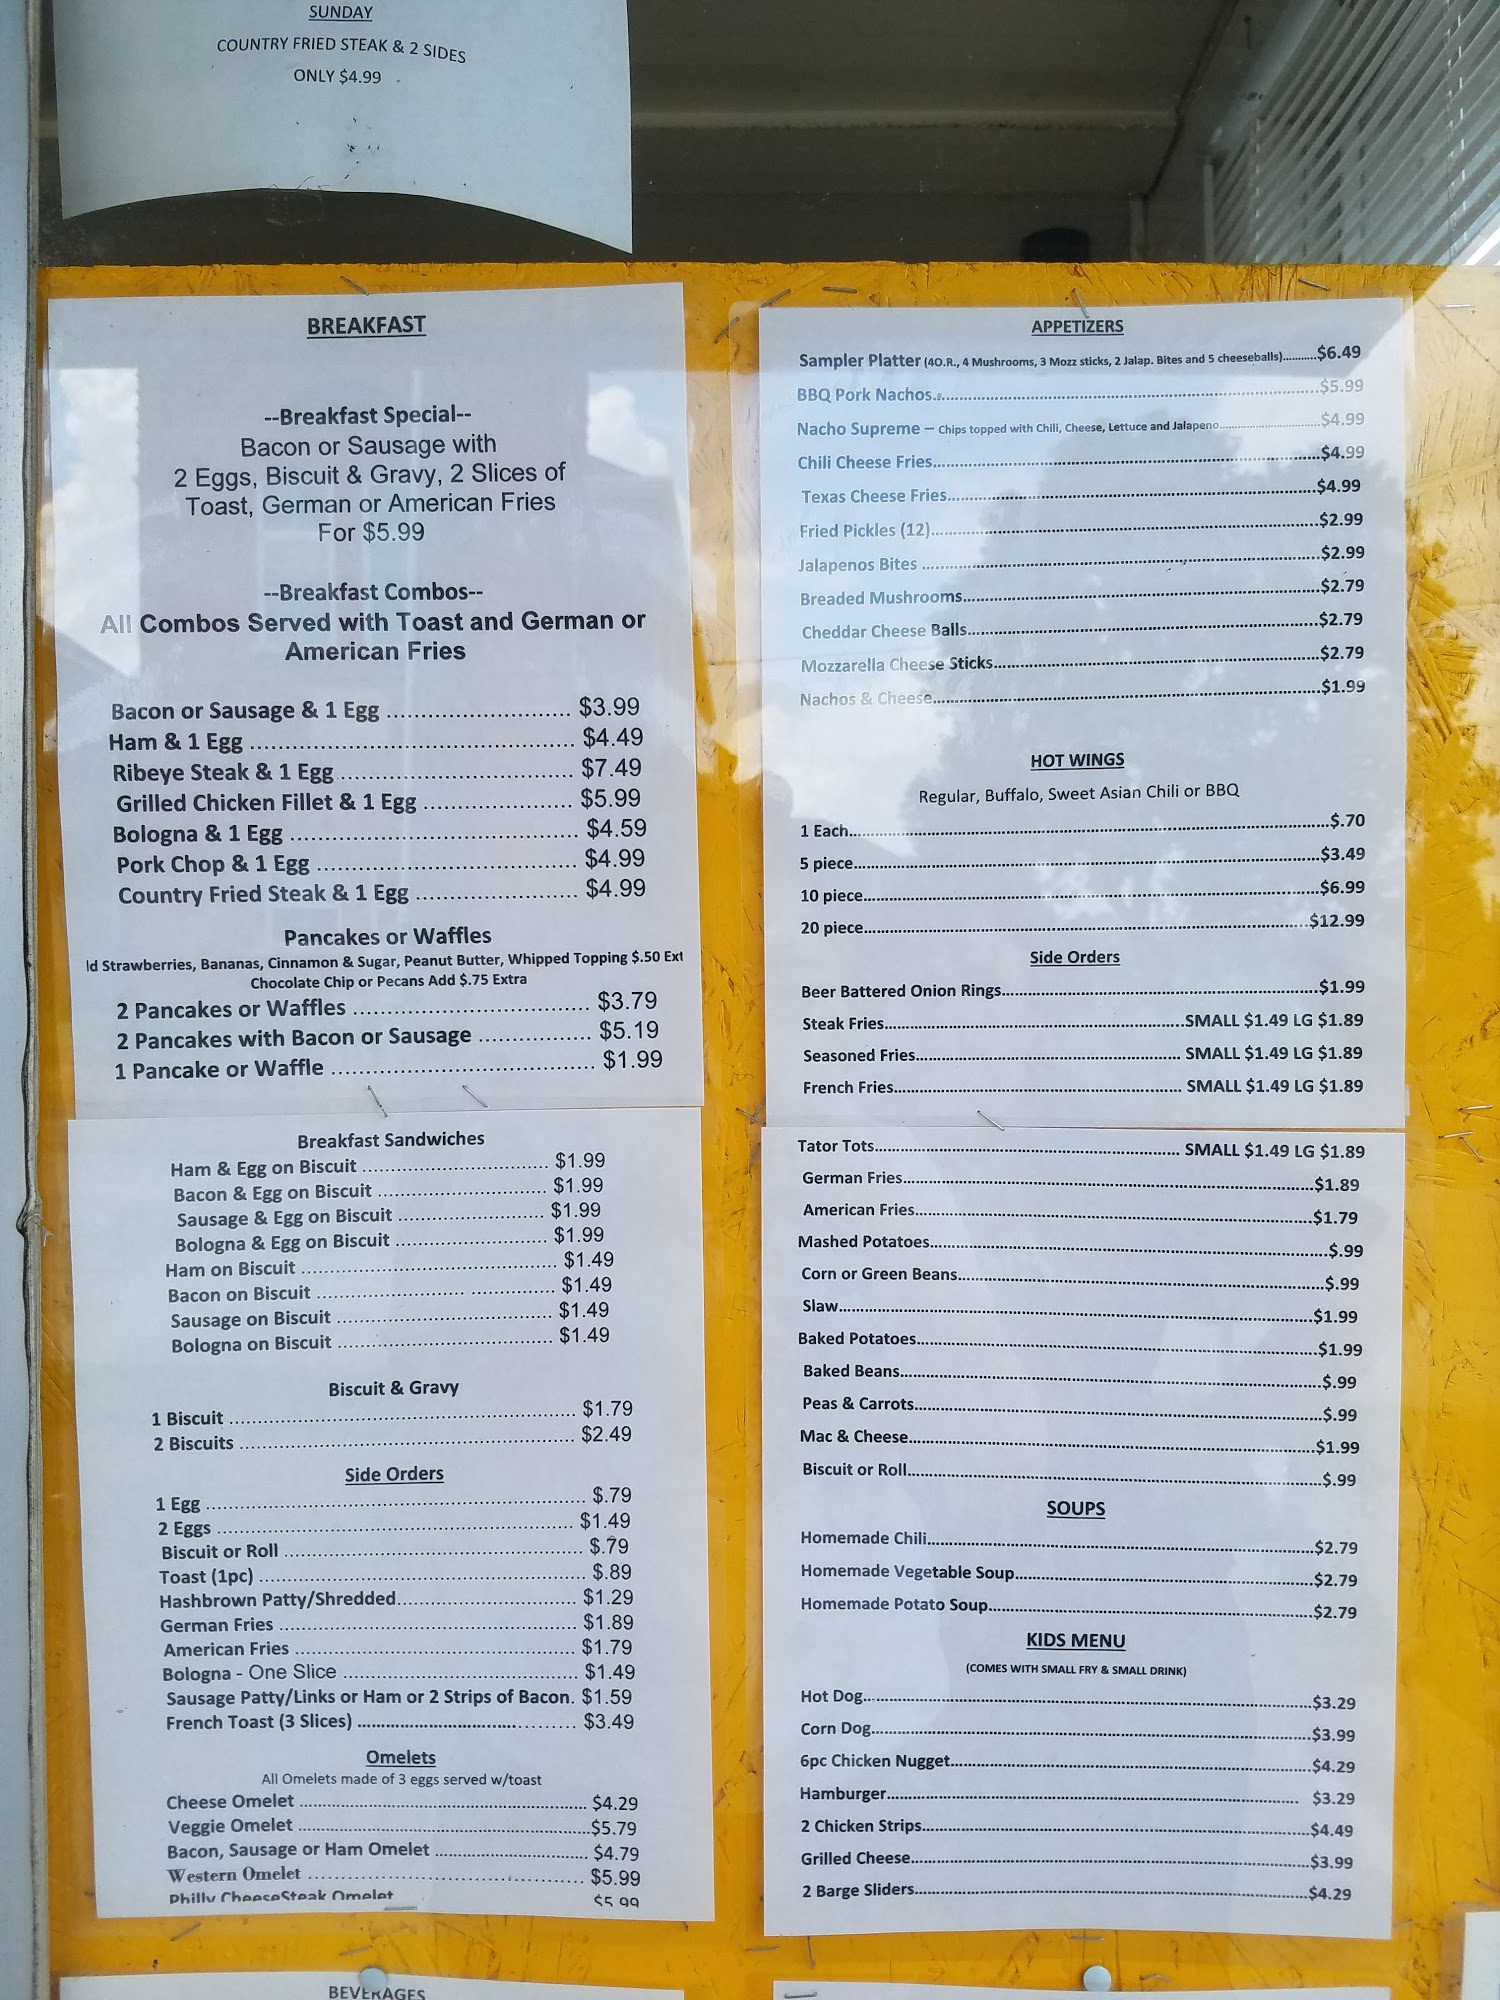 SUNDAY
COUNTRY FRIED STEAK & 2 SIDES
ONLY $4.99
BREAKFAST
--Breakfast Special--
Bacon or Sausage with
2 Eggs, Biscuit & Gravy, 2 Slices of
Toast, German or American Fries
For $5.99
--Breakfast Combos--
All Combos Served with Toast and German or
American Fries
Bacon or Sausage & 1 Egg .......................... $3.99
Ham & 1 Egg .............................................. $4.49
Ribeye Steak & 1 Egg ................................. $7.49
Grilled Chicken Fillet & 1 Egg ..................... $5.99
Bologna & 1 Egg ......................................... $4.59
Pork Chop & 1 Egg ..................................... $4.99
Country Fried Steak & 1 Egg ....................... $4.99
Pancakes or Waffles
ld Strawberries, Bananas, Cinnamon & Sugar, Peanut Butter, Whipped Topping $.50 Ext
Chocolate Chip or Pecans Add $.75 Extra
2 Pancakes or Waffles ................................. $3.79
2 Pancakes with Bacon or Sausage ................ $5.19
1 Pancake or Waffle ..................................... $1.99
Breakfast Sandwiches
Ham & Egg on Biscuit .............................. $1.99
Bacon & Egg on Biscuit ........................... $1.99
Sausage & Egg on Biscuit ....................... $1.99
Bologna & Egg on Biscuit ........................ $1.99
Ham on Biscuit ......................................... $1.49
Bacon on Biscuit ....................................... $1.49
Sausage on Biscuit ................................... $1.49
Bologna on Biscuit ................................... $1.49
Biscuit & Gravy
1 Biscuit ......................................................... $1.79
2 Biscuits ....................................................... $2.49
Side Orders
1 Egg .............................................................. $.79
2 Eggs .......................................................... $1.49
Biscuit or Roll ................................................. $.79
Toast (1pc) ..................................................... $.89
Hashbrown Patty/Shredded............................ $1.29
German Fries ................................................. $1.89
American Fries .............................................. $1.79
Bologna - One Slice ....................................... $1.49
Sausage Patty/Links or Ham or 2 Strips of Bacon. $1.59
French Toast (3 Slices) .................................. $3.49
Omelets
All Omelets made of 3 eggs served w/toast
Cheese Omelet .............................................. $4.29
Veggie Omelet ...............................................$5.79
Bacon, Sausage or Ham Omelet ........................ $4.79
Western Omelet ............................................. $5.99
Philly CheeseSteak Omelet $5.99
BEVERAGES
APPETIZERS
Sampler Platter (4O.R., 4 Mushrooms, 3 Mozz sticks, 2 Jalap. Bites and 5 cheeseballs)...........$6.49
BBQ Pork Nachos...............................................................$5.99
Nacho Supreme – Chips topped with Chili, Cheese, Lettuce and Jalapeno..............................$4.99
Chili Cheese Fries................................................................$4.99
Texas Cheese Fries..............................................................$4.99
Fried Pickles (12).................................................................$2.99
Jalapenos Bites ...................................................................$2.99
Breaded Mushrooms...........................................................$2.79
Cheddar Cheese Balls..........................................................$2.79
Mozzarella Cheese Sticks.....................................................$2.79
Nachos & Cheese................................................................$1.99
HOT WINGS
Regular, Buffalo, Sweet Asian Chili or BBQ
1 Each..................................................................................$.70
5 piece................................................................................$3.49
10 piece..............................................................................$6.99
20 piece.............................................................................$12.99
Side Orders
Beer Battered Onion Rings..................................................$1.99
Steak Fries................................................SMALL $1.49 LG $1.89
Seasoned Fries........................................... SMALL $1.49 LG $1.89
French Fries............................................... SMALL $1.49 LG $1.89
Tator Tots.................................................. SMALL $1.49 LG $1.89
German Fries.......................................................................$1.89
American Fries.....................................................................$1.79
Mashed Potatoes..................................................................$.99
Corn or Green Beans.............................................................$.99
Slaw...................................................................................$1.99
Baked Potatoes...................................................................$1.99
Baked Beans........................................................................$.99
Peas & Carrots......................................................................$.99
Mac & Cheese.....................................................................$1.99
Biscuit or Roll.......................................................................$.99
SOUPS
Homemade Chili..................................................................$2.79
Homemade Vegetable Soup..................................................$2.79
Homemade Potato Soup.......................................................$2.79
KIDS MENU
(COMES WITH SMALL FRY & SMALL DRINK)
Hot Dog..............................................................................$3.29
Corn Dog.............................................................................$3.99
6pc Chicken Nugget.............................................................$4.29
Hamburger........................................................................ $3.29
2 Chicken Strips...................................................................$4.49
Grilled Cheese.....................................................................$3.99
2 Barge Sliders.....................................................................$4.29